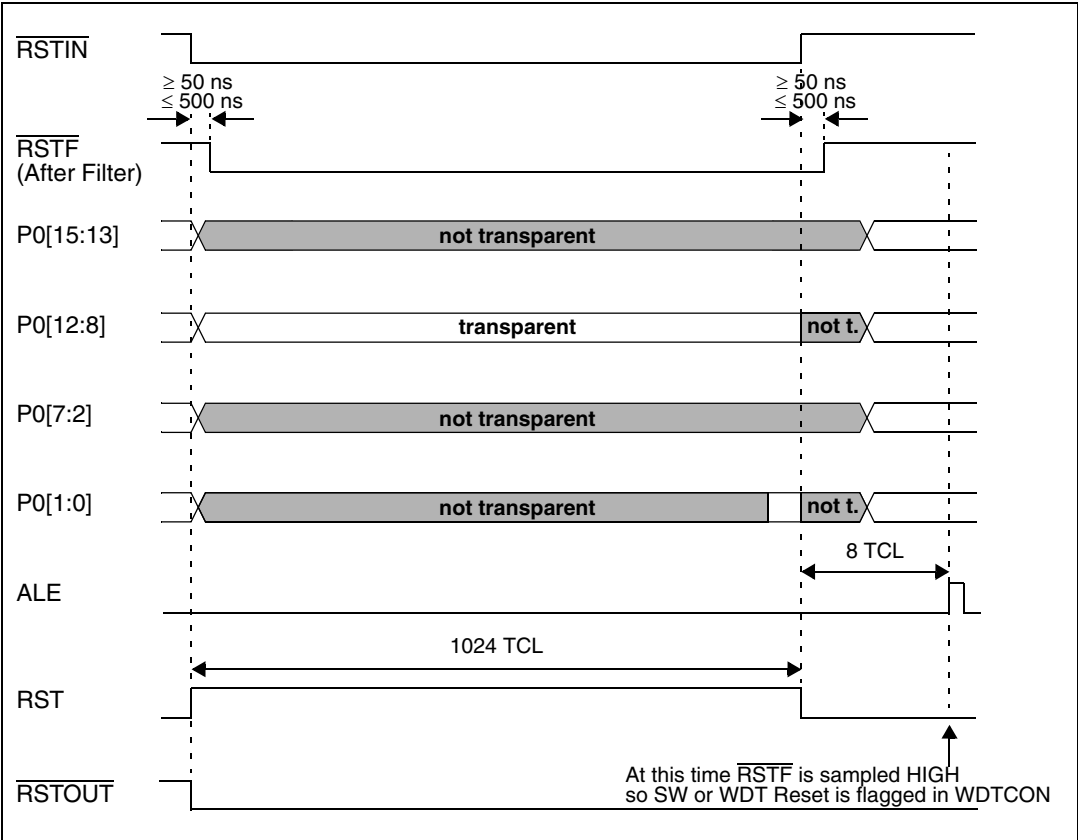 RSTIN
≥ 50 ns
≤ 500 ns
≥ 50 ns
≤ 500 ns
RSTF
(After Filter)
P0[15:13]
not transparent
P0[12:8]
transparent
not t.
P0[7:2]
not transparent
P0[1:0]
not transparent
not t.
8 TCL
ALE
1024 TCL
RST
At this time RSTF is sampled HIGH
so SW or WDT Reset is flagged in WDTCON
RSTOUT